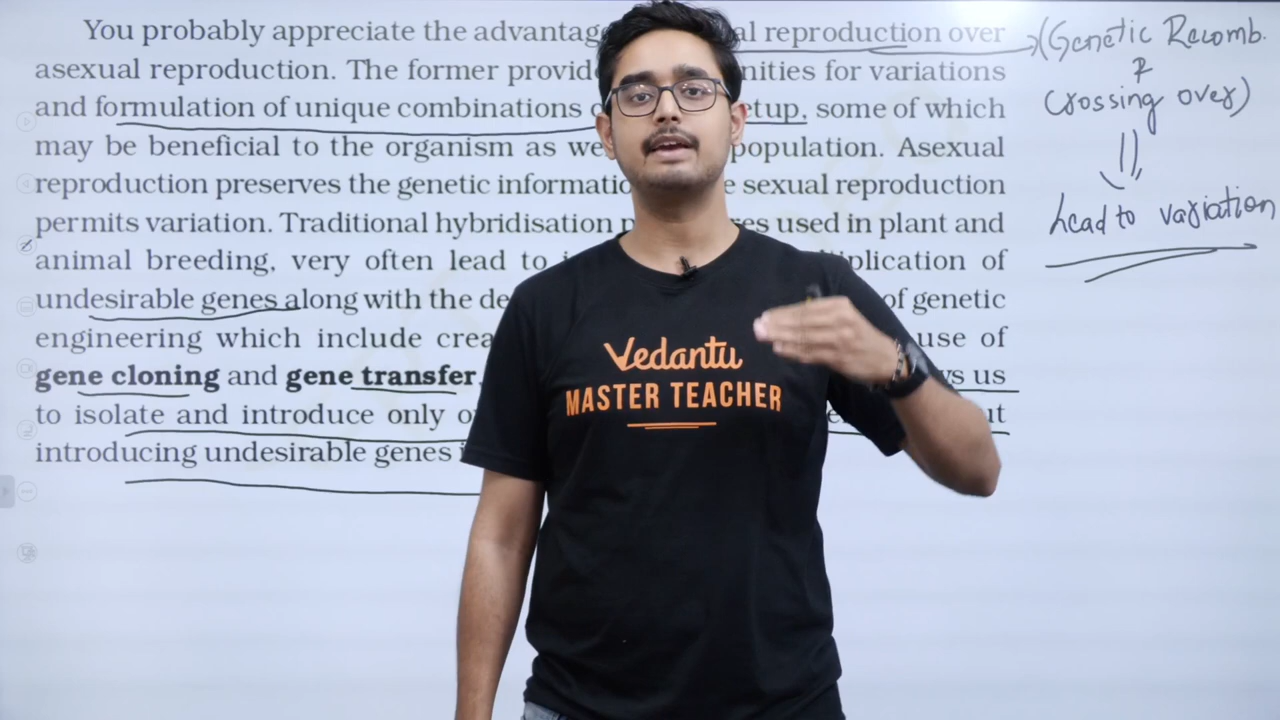 You probably appreciate the advantage al reproduction over
asexual reproduction. The former provid nities for variations
and formulation of unique combinations setup, some of which
may be beneficial to the organism as we population. Asexual
reproduction preserves the genetic informatio e sexual reproduction
permits variation. Traditional hybridisation p res used in plant and
animal breeding, very often lead to iplication of
undesirable genes along with the de of genetic
engineering which include crea use of
gene cloning and gene transfer, ws us
to isolate and introduce only o ut
introducing undesirable genes i
(Genetic Recomb.
&
crossing over)
lead to variation
Vedantu
MASTER TEACHER